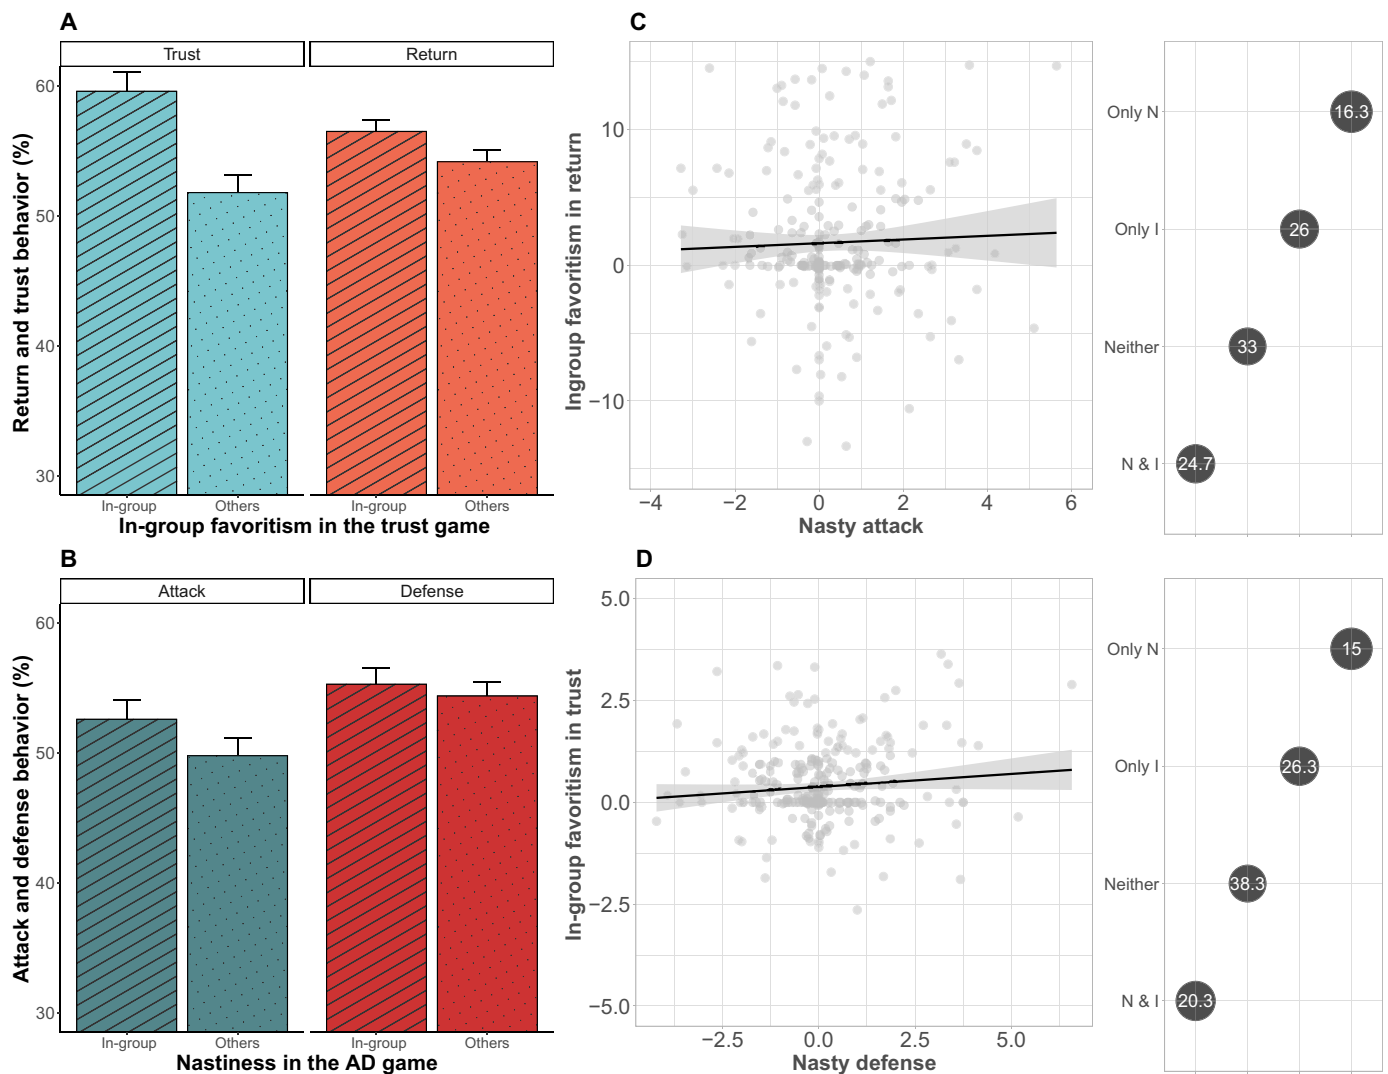 A
Trust
Return
60
50
40
30
Return and trust behavior (%)
In-group
Others
In-group
Others
In-group favoritism in the trust game
B
Attack
Defense
60
50
40
30
Attack and defense behavior (%)
In-group
Others
In-group
Others
Nastiness in the AD game
C
10
0
−10
Ingroup favoritism in return
−4
−2
0
2
4
6
Nasty attack
Only N
16.3
Only I
26
Neither
33
N & I
24.7
D
5.0
2.5
0.0
−2.5
−5.0
In-group favoritism in trust
−2.5
0.0
2.5
5.0
Nasty defense
Only N
15
Only I
26.3
Neither
38.3
N & I
20.3